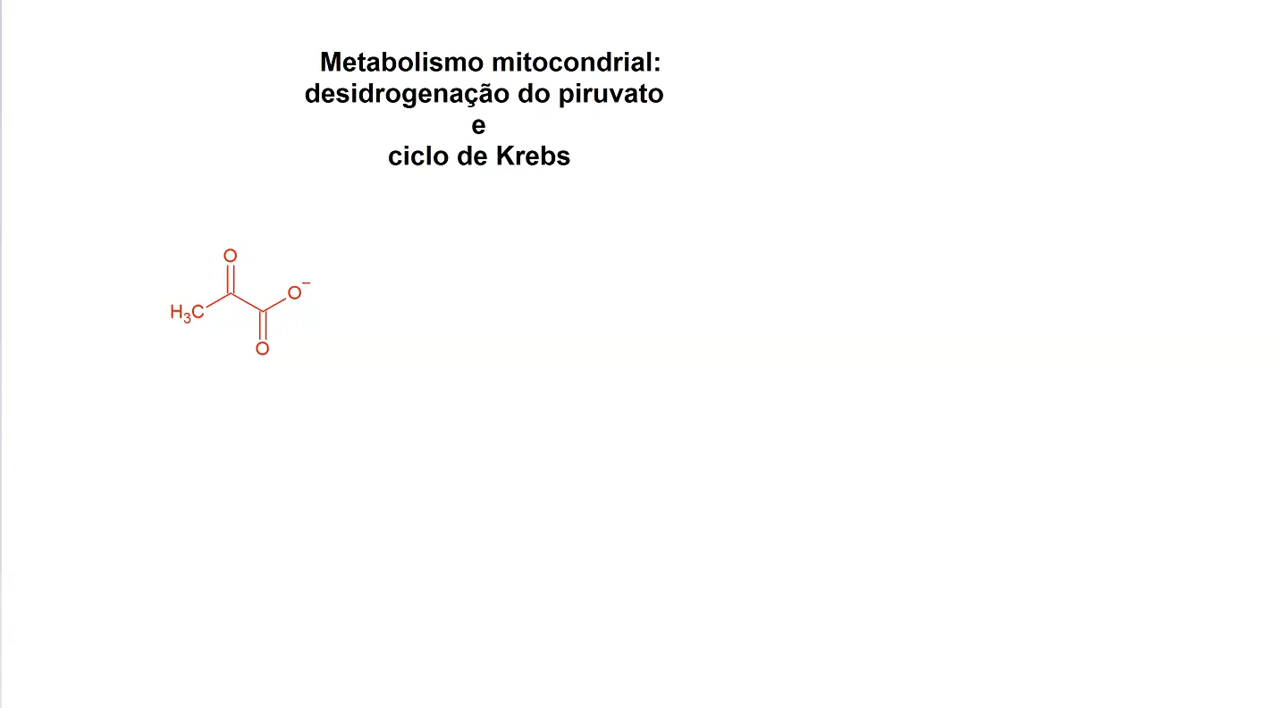 Metabolismo mitocondrial:
desidrogenação do piruvato
e
ciclo de Krebs
O
O⁻
H₃C
O